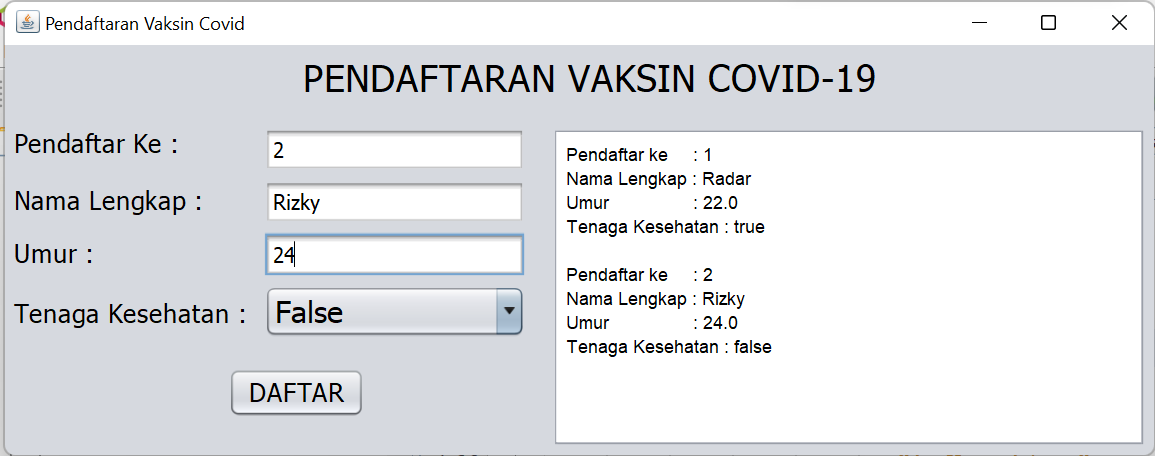 Pendaftaran Vaksin Covid
PENDAFTARAN VAKSIN COVID-19
Pendaftar Ke : 2
Nama Lengkap : Rizky
Umur : 24
Tenaga Kesehatan : False
DAFTAR
Pendaftar ke : 1
Nama Lengkap : Radar
Umur : 22.0
Tenaga Kesehatan : true
Pendaftar ke : 2
Nama Lengkap : Rizky
Umur : 24.0
Tenaga Kesehatan : false